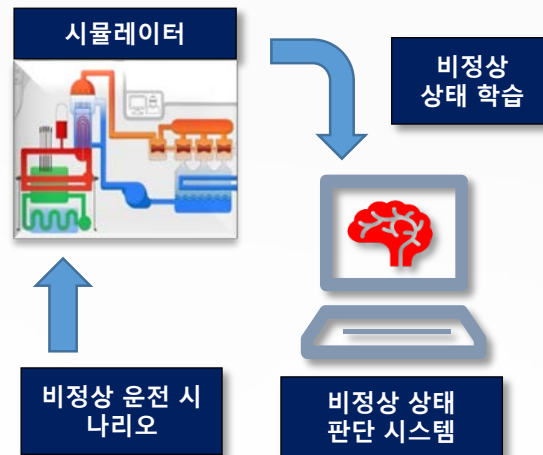 시뮬레이터
비정상
상태 학습
비정상 운전 시
나리오
비정상 상태
판단 시스템